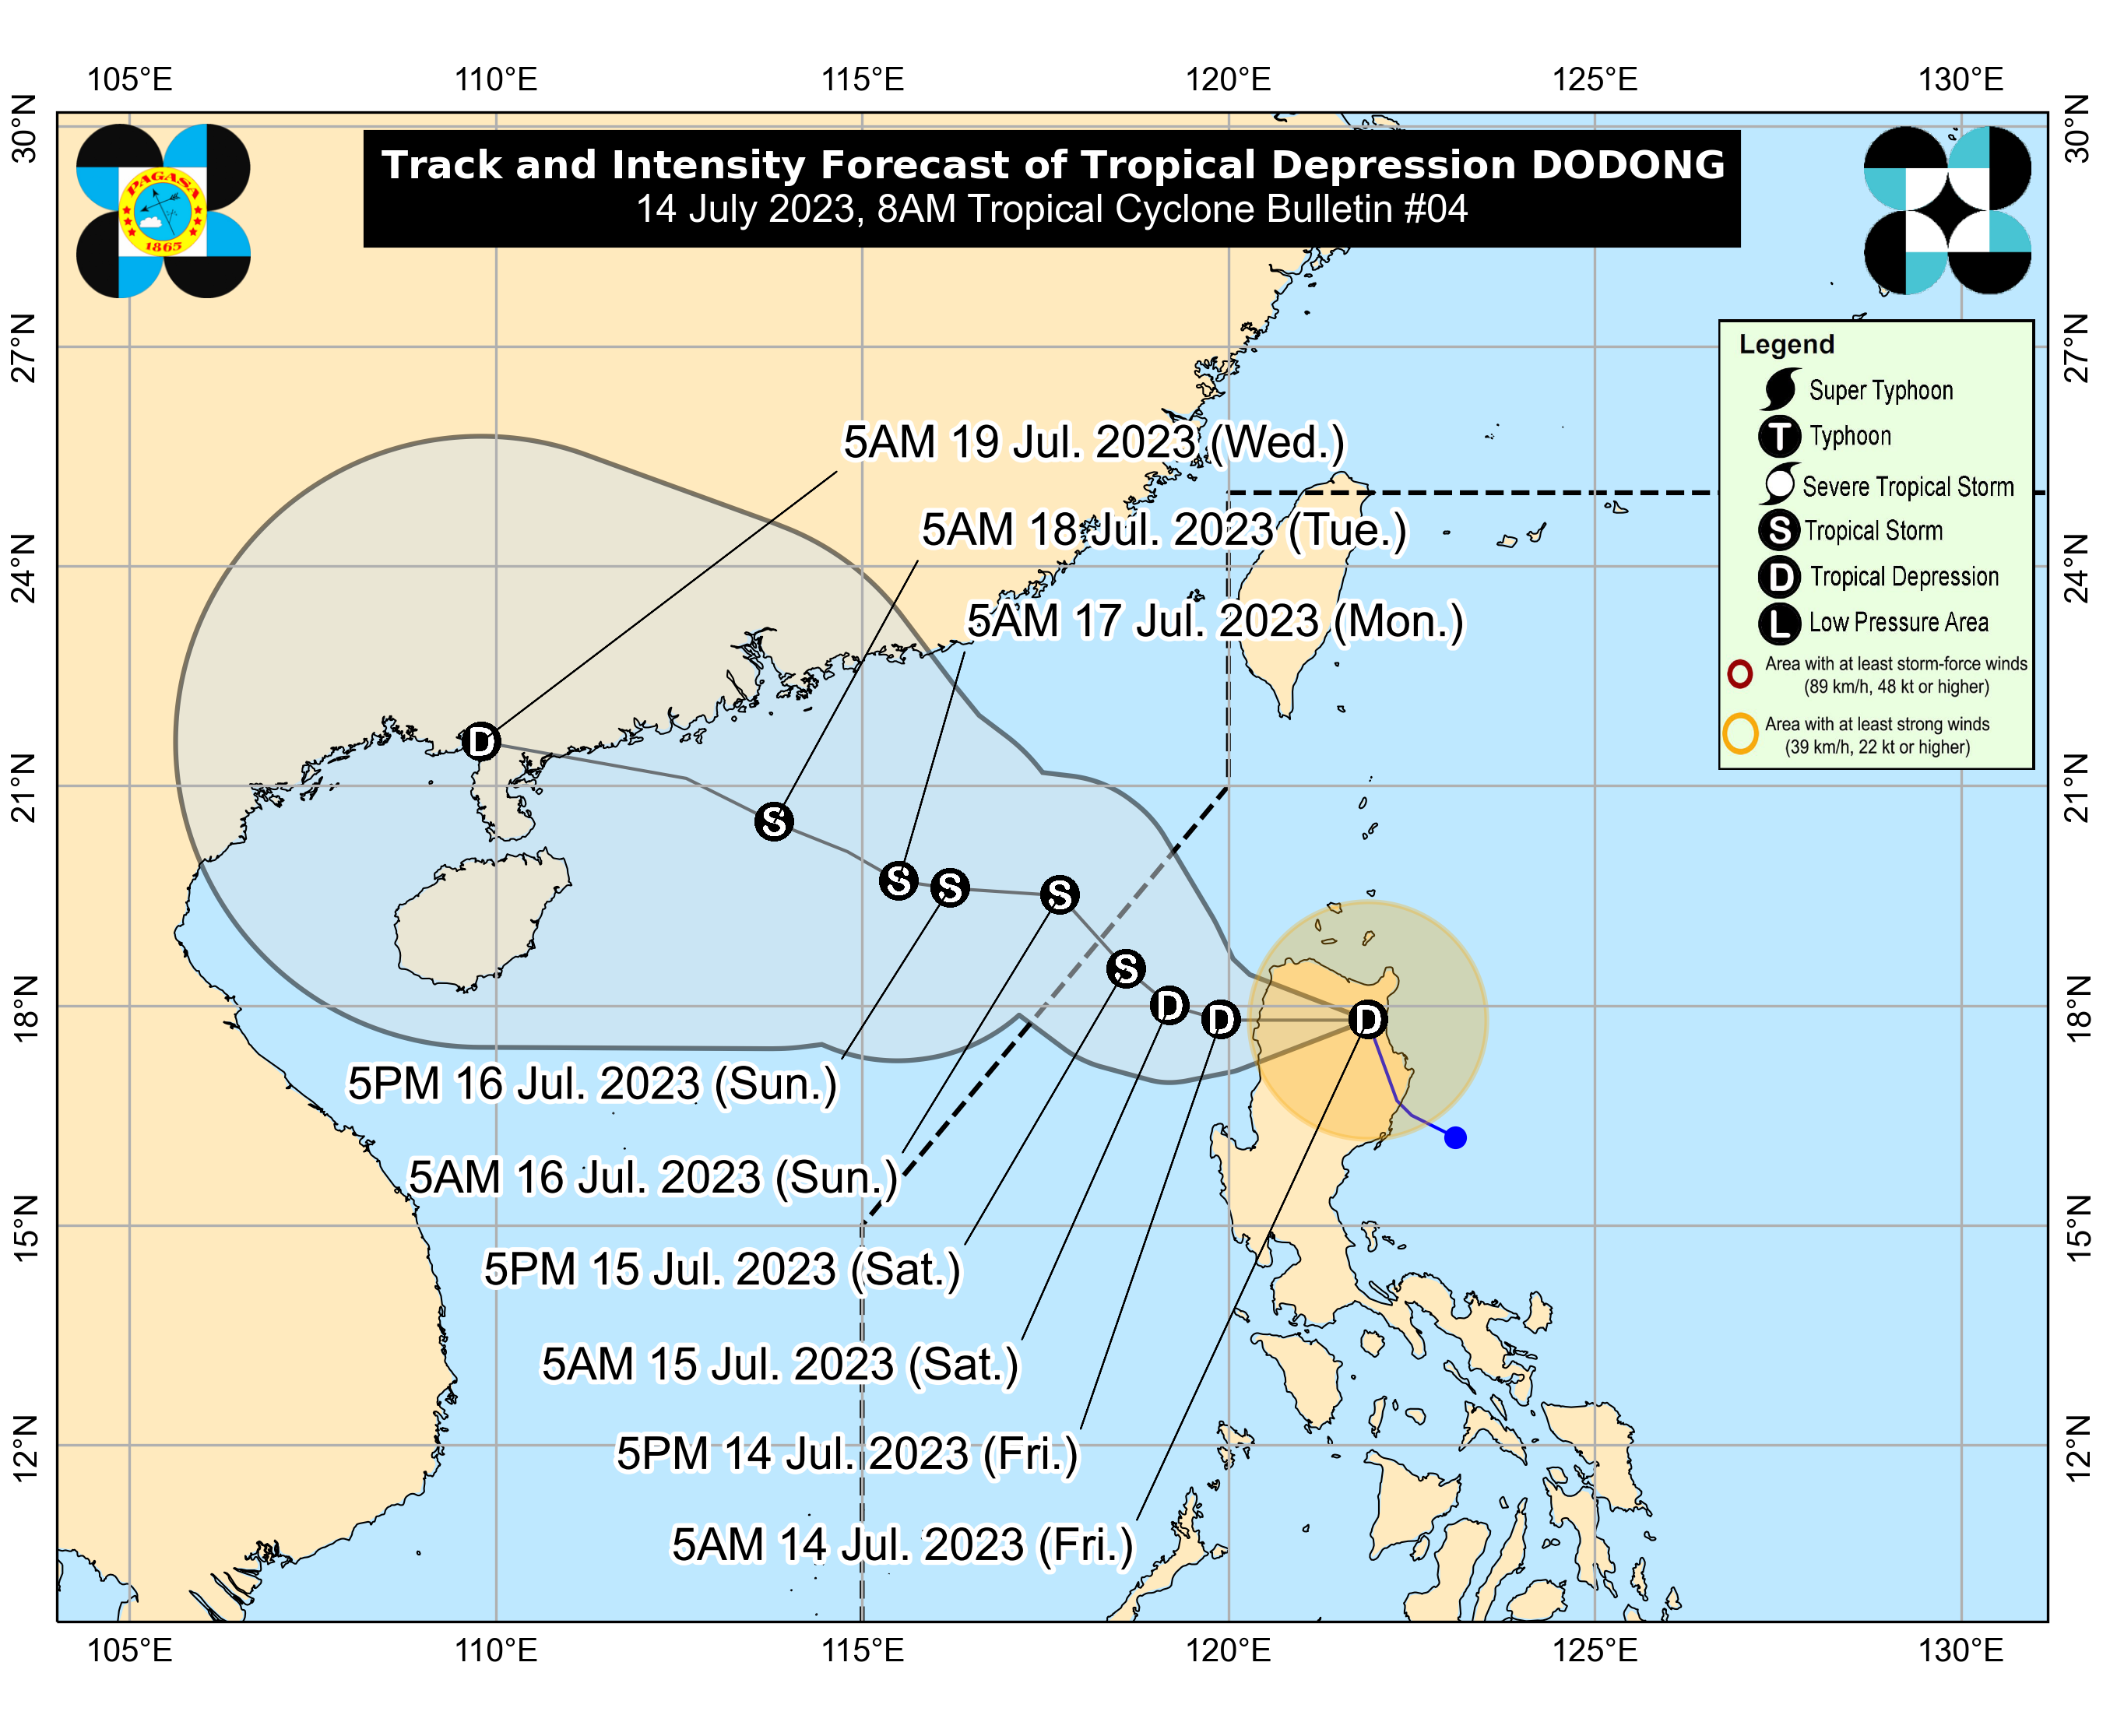 105°E 110°E 115°E 120°E 125°E 130°E
30°N 30°N
PAGASA
1865
Track and Intensity Forecast of Tropical Depression DODONG
14 July 2023, 8AM Tropical Cyclone Bulletin #04
27°N 27°N
Legend
Super Typhoon
T Typhoon
Severe Tropical Storm
S Tropical Storm
D Tropical Depression
L Low Pressure Area
Area with at least storm-force winds
(89 km/h, 48 kt or higher)
Area with at least strong winds
(39 km/h, 22 kt or higher)
5AM 19 Jul. 2023 (Wed.)
5AM 18 Jul. 2023 (Tue.)
24°N 24°N
5AM 17 Jul. 2023 (Mon.)
D
21°N 21°N
S
S S S
S
D D D
18°N 18°N
5PM 16 Jul. 2023 (Sun.)
5AM 16 Jul. 2023 (Sun.)
15°N 15°N
5PM 15 Jul. 2023 (Sat.)
5AM 15 Jul. 2023 (Sat.)
12°N 12°N
5PM 14 Jul. 2023 (Fri.)
5AM 14 Jul. 2023 (Fri.)
105°E 110°E 115°E 120°E 125°E 130°E